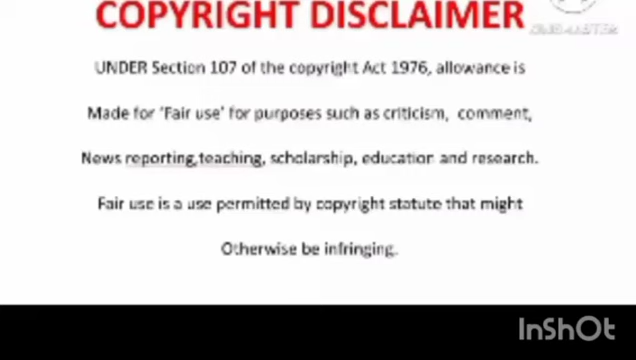 COPYRIGHT DISCLAIMER
UNDER Section 107 of the copyright Act 1976, allowance is
Made for 'Fair use' for purposes such as criticism, comment,
News reporting,teaching, scholarship, education and research.
Fair use is a use permitted by copyright statute that might
Otherwise be infringing.
InShOt